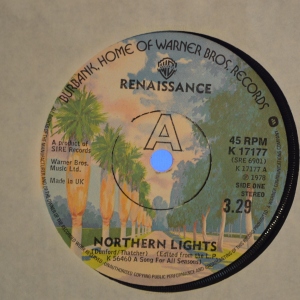 BURBANK, HOME OF WARNER BROS. RECORDS
RENAISSANCE
A
A product of
SIRE Records
Warner Bros.
Music Ltd.
Made in UK
45 RPM
K 17177
(SRE 6901)
K 17177 A
℗ 1978
SIDE ONE
STEREO
3.29
NORTHERN LIGHTS
(Dunford/Thatcher) (Edited from the L.P.
K 56460 A Song For All Seasons)